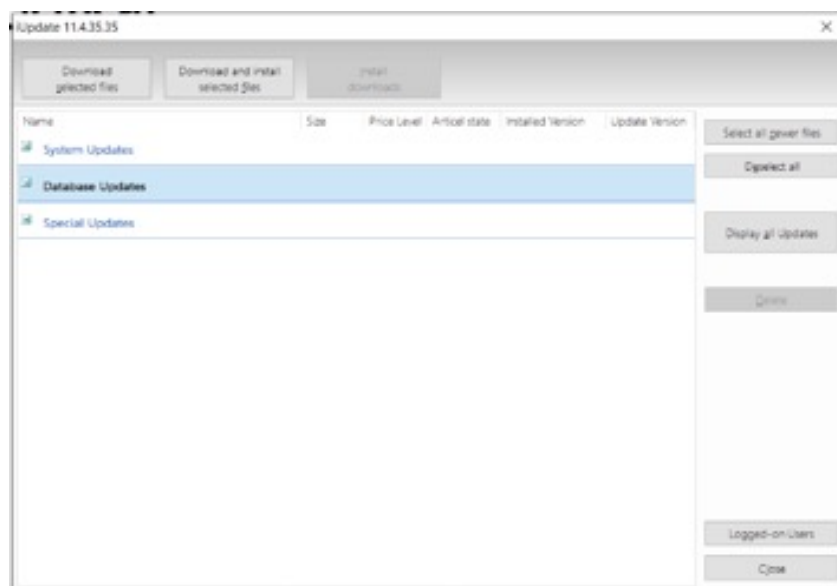 iUpdate 11.4.35.35
Download
selected files
Download and install
selected files
Install
downloads
Name Size Price Level Artical state Installed Version Update Version
System Updates
Database Updates
Special Updates
Select all newer files
Deselect all
Display all Updates
Delete
Logged-on Users
Close